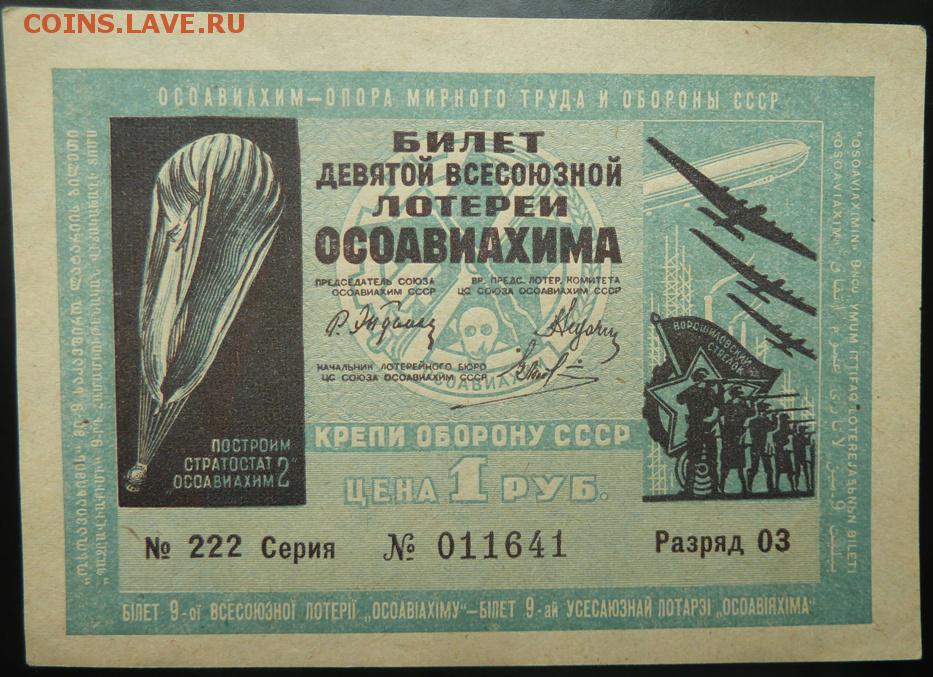 COINS.LAVE.RU
ОСОАВИАХИМ—ОПОРА МИРНОГО ТРУДА И ОБОРОНЫ СССР
БИЛЕТ
ДЕВЯТОЙ ВСЕСОЮЗНОЙ
ЛОТЕРЕИ
ОСОАВИАХИМА
ПРЕДСЕДАТЕЛЬ СОЮЗА
ОСОАВИАХИМ СССР
ВР. ПРЕДС. ЛОТЕР. КОМИТЕТА
ЦС СОЮЗА ОСОАВИАХИМ СССР
НАЧАЛЬНИК ЛОТЕРЕЙНОГО БЮРО
ЦС СОЮЗА ОСОАВИАХИМ СССР
ВОРОШИЛОВСКИЙ
СТРЕЛОК
ПОСТРОИМ
СТРАТОСТАТ
"ОСОАВИАХИМ 2"
КРЕПИ ОБОРОНУ СССР
ЦЕНА 1 РУБ.
№ 222 Серия
№ 011641
Разряд 03
БІЛЕТ 9-ої ВСЕСОЮЗНОЇ ЛОТЕРІЇ „ОСОАВІАХІМУ"—БІЛЕТ 9-ай УСЕСАЮЗНАЙ ЛАТАРЭІ „ОСОАВІЯХІМА"